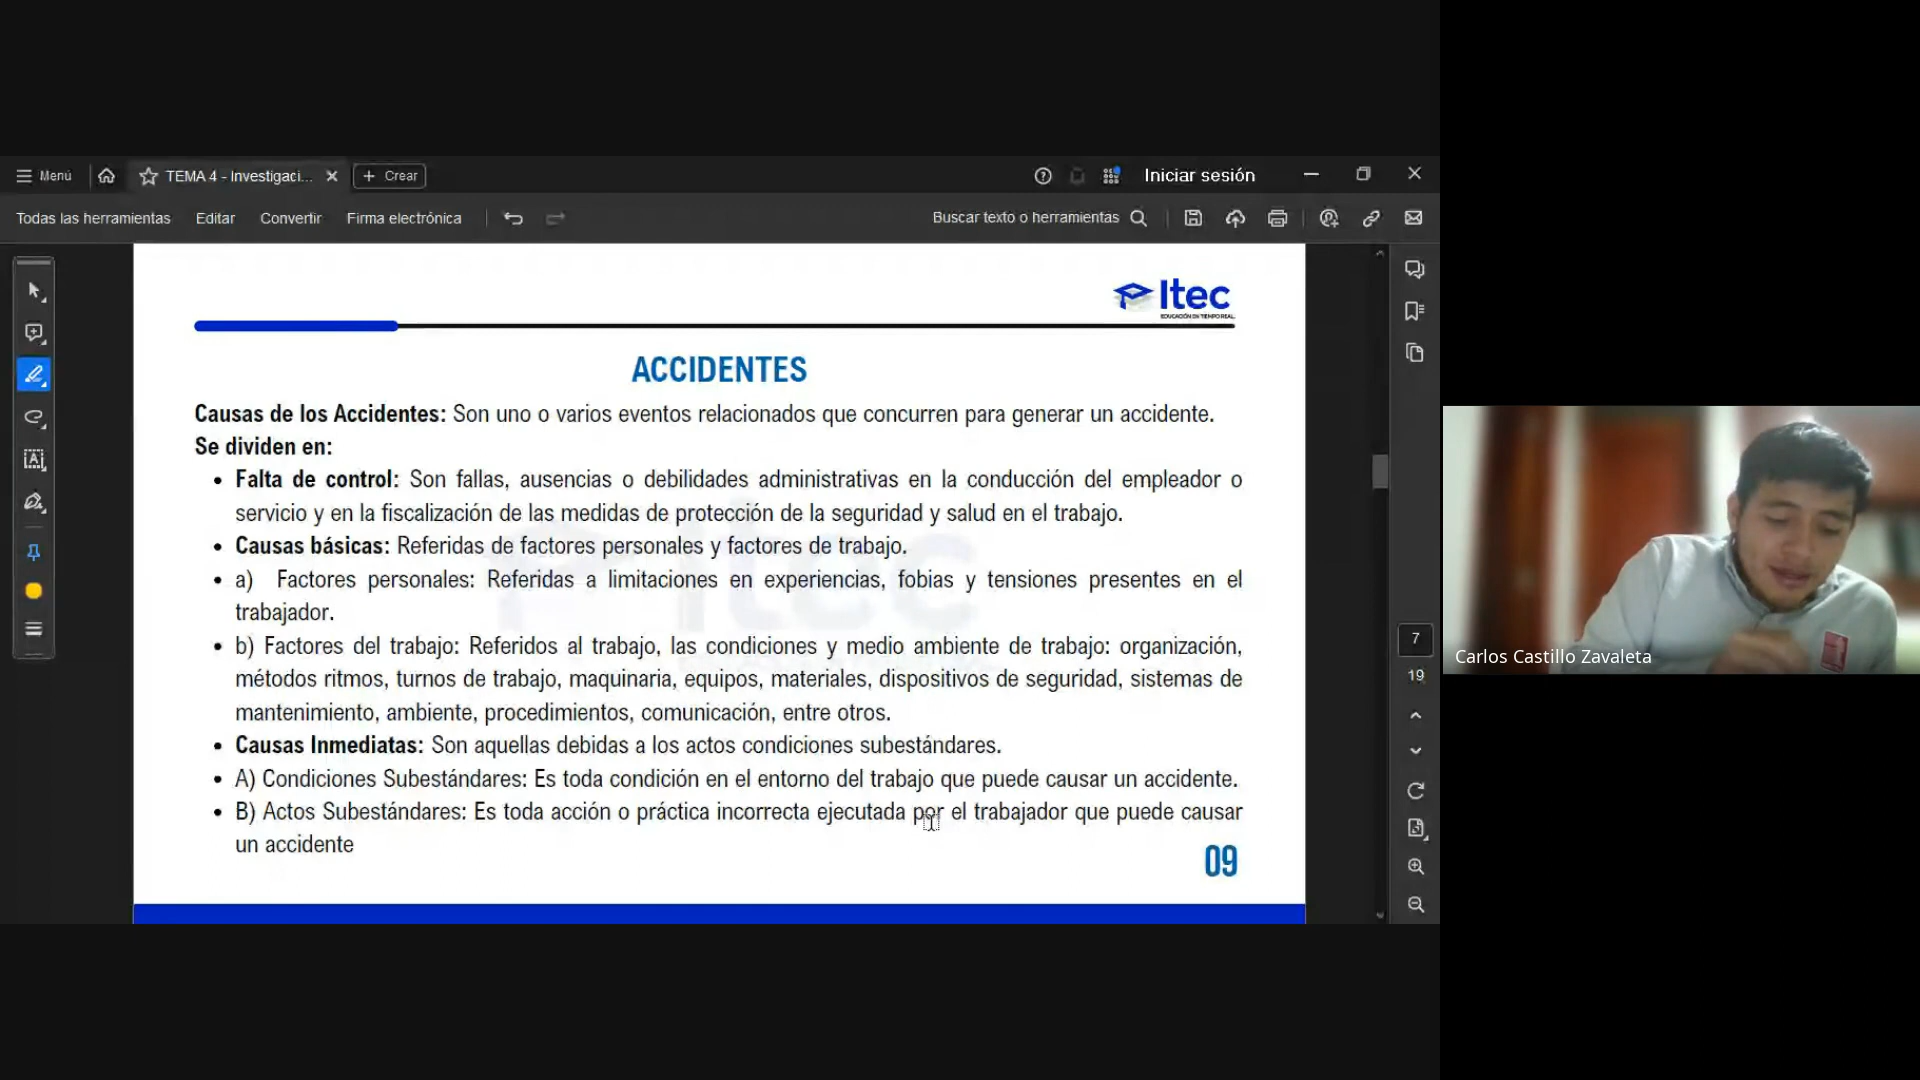 Menú
TEMA 4 - Investigaci...
Crear
Iniciar sesión
Todas las herramientas
Editar
Convertir
Firma electrónica
Buscar texto o herramientas
Itec
EDUCACIÓN EN TIEMPO REAL
ACCIDENTES
Causas de los Accidentes: Son uno o varios eventos relacionados que concurren para generar un accidente.
Se dividen en:
• Falta de control: Son fallas, ausencias o debilidades administrativas en la conducción del empleador o
servicio y en la fiscalización de las medidas de protección de la seguridad y salud en el trabajo.
• Causas básicas: Referidas de factores personales y factores de trabajo.
• a) Factores personales: Referidas a limitaciones en experiencias, fobias y tensiones presentes en el
trabajador.
• b) Factores del trabajo: Referidos al trabajo, las condiciones y medio ambiente de trabajo: organización,
métodos ritmos, turnos de trabajo, maquinaria, equipos, materiales, dispositivos de seguridad, sistemas de
mantenimiento, ambiente, procedimientos, comunicación, entre otros.
• Causas Inmediatas: Son aquellas debidas a los actos condiciones subestándares.
• A) Condiciones Subestándares: Es toda condición en el entorno del trabajo que puede causar un accidente.
• B) Actos Subestándares: Es toda acción o práctica incorrecta ejecutada por el trabajador que puede causar
un accidente
09
7
19
Carlos Castillo Zavaleta